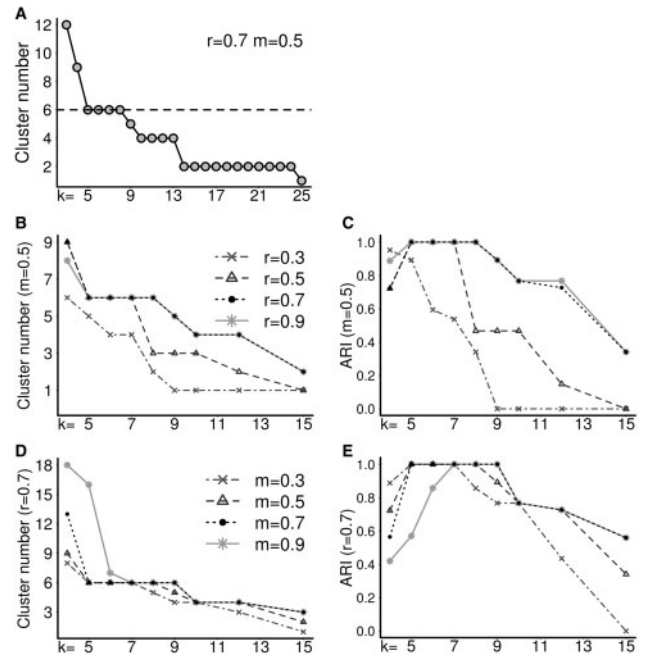 A
Cluster number
12
10
8
6
4
2
r=0.7 m=0.5
k= 5 9 13 17 21 25
B
Cluster number (m=0.5)
9
7
5
3
1
r=0.3
r=0.5
r=0.7
r=0.9
k= 5 7 9 11 13 15
C
ARI (m=0.5)
1.0
0.8
0.6
0.4
0.2
0.0
k= 5 7 9 11 13 15
D
Cluster number (r=0.7)
18
15
12
9
6
3
m=0.3
m=0.5
m=0.7
m=0.9
k= 5 7 9 11 13 15
E
ARI (r=0.7)
1.0
0.8
0.6
0.4
0.2
0.0
k= 5 7 9 11 13 15